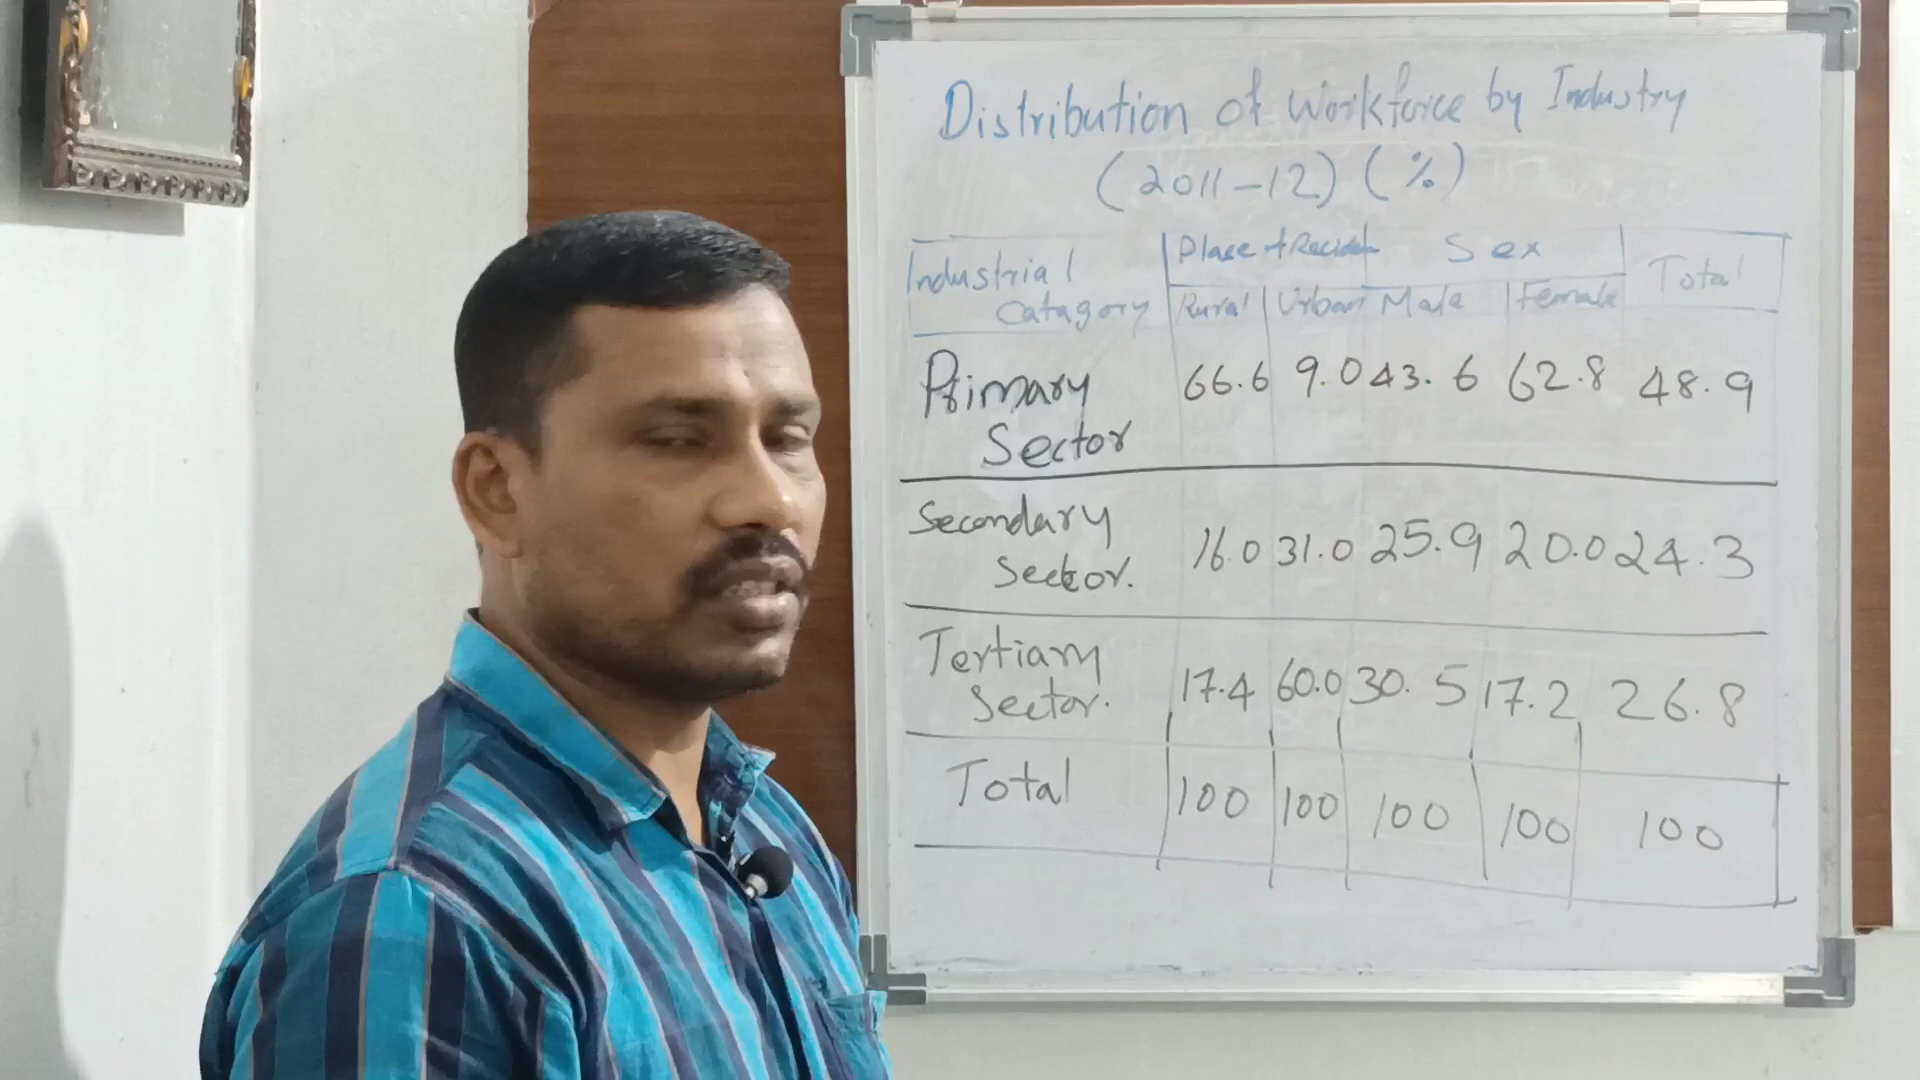 Distribution of workforce by Industry
(2011-12) (%)
Industrial Catagory Place of Sex Total
Rural Urban Male Female
Primary Sector 66.6 9.0 43.6 62.8 48.9
Secondary Sector. 16.0 31.0 25.9 20.0 24.3
Tertiary Sector. 17.4 60.0 30.5 17.2 26.8
Total 100 100 100 100 100